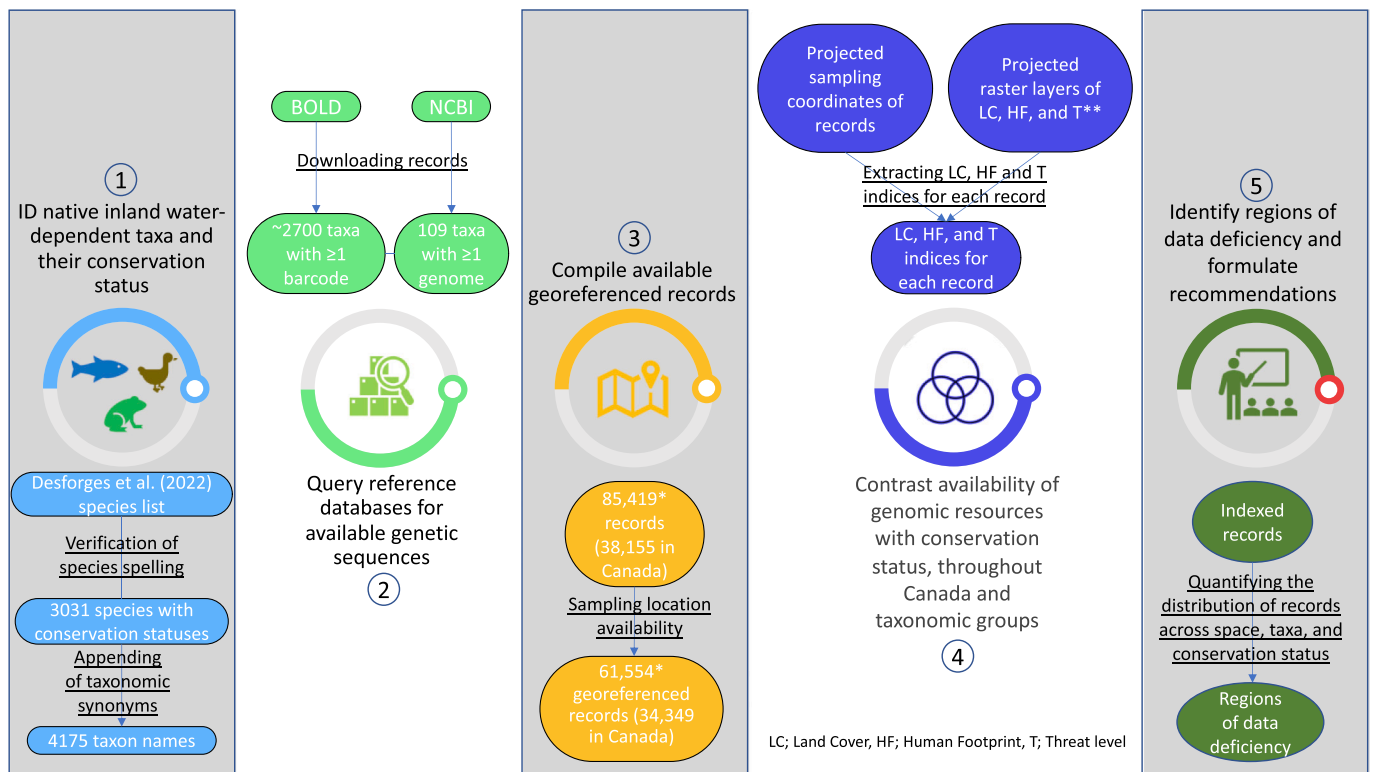 1
ID native inland water-
dependent taxa and
their conservation
status
Desforges et al. (2022)
species list
Verification of
species spelling
3031 species with
conservation statuses
Appending
of taxonomic
synonyms
4175 taxon names
BOLD
NCBI
Downloading records
~2700 taxa
with ≥1
barcode
109 taxa
with ≥1
genome
Query reference
databases for
available genetic
sequences
2
3
Compile available
georeferenced records
85,419*
records
(38,155 in
Canada)
Sampling location
availability
61,554*
georeferenced
records (34,349
in Canada)
Projected
sampling
coordinates of
records
Projected
raster layers of
LC, HF, and T**
Extracting LC, HF and T
indices for each record
LC, HF, and T
indices for
each record
Contrast availability of
genomic resources
with conservation
status, throughout
Canada and
taxonomic groups
4
LC; Land Cover, HF; Human Footprint, T; Threat level
5
Identify regions of
data deficiency and
formulate
recommendations
Indexed
records
Quantifying the
distribution of records
across space, taxa, and
conservation status
Regions
of data
deficiency